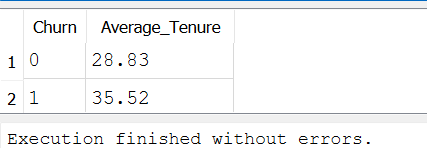 Churn Average_Tenure
1 0 28.83
2 1 35.52
Execution finished without errors.